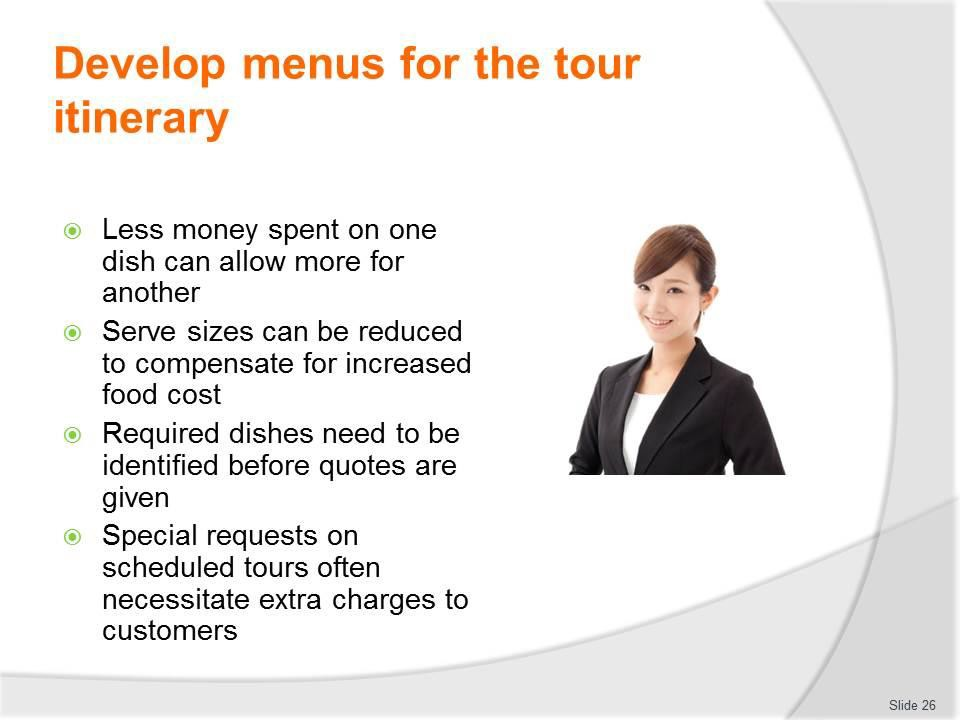 Develop menus for the tour
itinerary
Less money spent on one
dish can allow more for
another
Serve sizes can be reduced
to compensate for increased
food cost
Required dishes need to be
identified before quotes are
given
Special requests on
scheduled tours often
necessitate extra charges to
customers
Slide 26